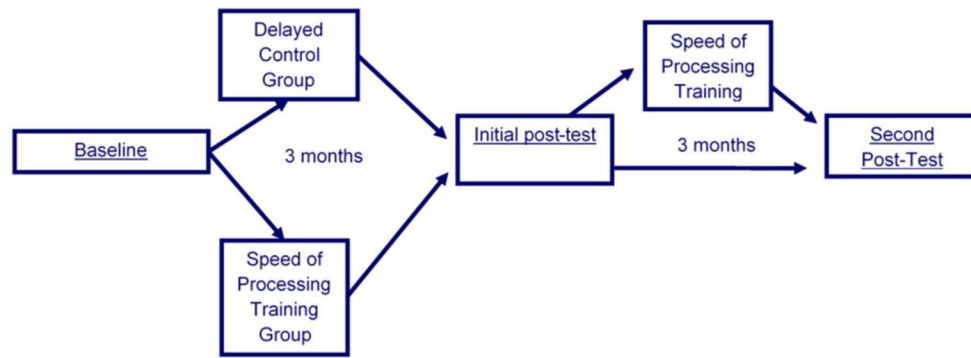 Delayed
Control
Group
Baseline
3 months
Speed of
Processing
Training
Group
Initial post-test
Speed of
Processing
Training
3 months
Second
Post-Test